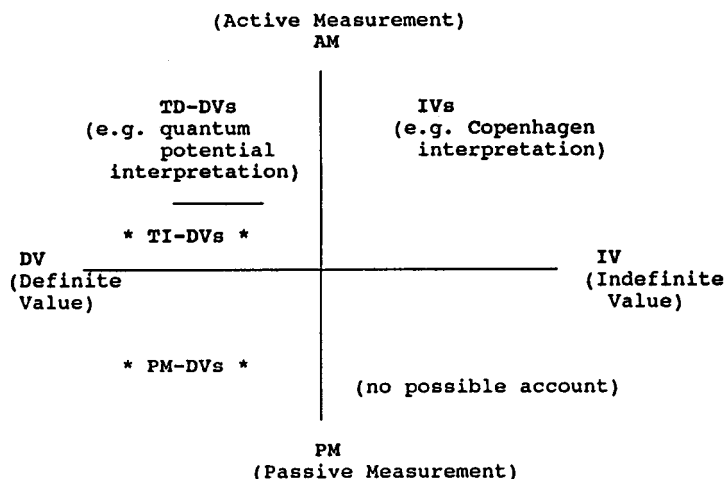 (Active Measurement)
AM
TD-DVs
(e.g. quantum
potential
interpretation)
IVs
(e.g. Copenhagen
interpretation)
* TI-DVs *
DV
(Definite
Value)
IV
(Indefinite
Value)
* PM-DVs *
(no possible account)
PM
(Passive Measurement)